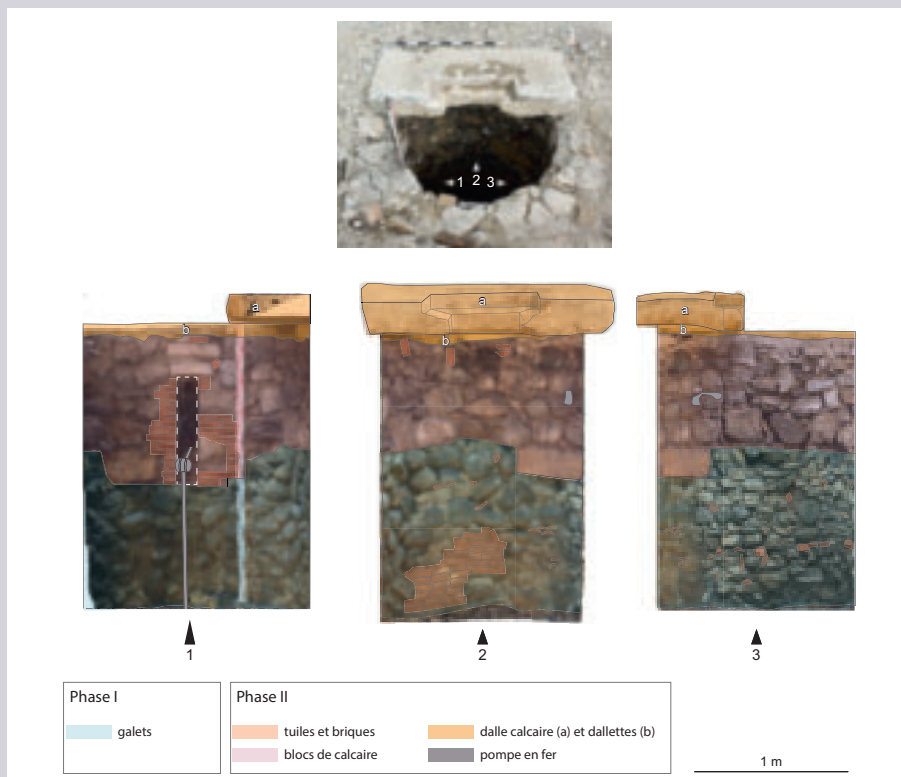 1 2 3
a
b
a
b
a
b
1
2
3
Phase I
galets
Phase II
tuiles et briques
blocs de calcaire
dalle calcaire (a) et dallettes (b)
pompe en fer
1 m